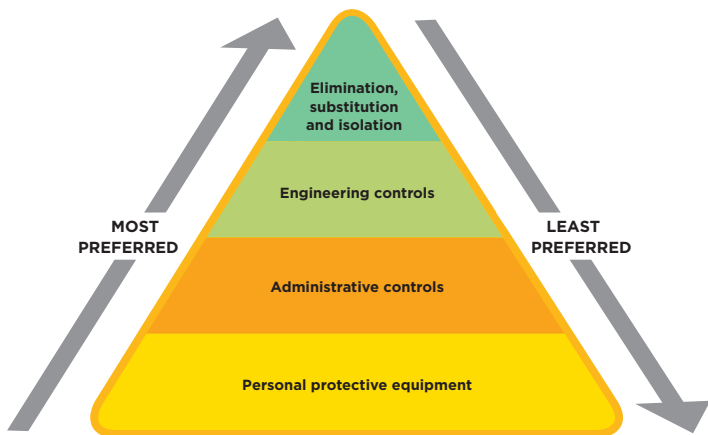 Elimination,
substitution
and isolation
Engineering controls
MOST
PREFERRED
LEAST
PREFERRED
Administrative controls
Personal protective equipment